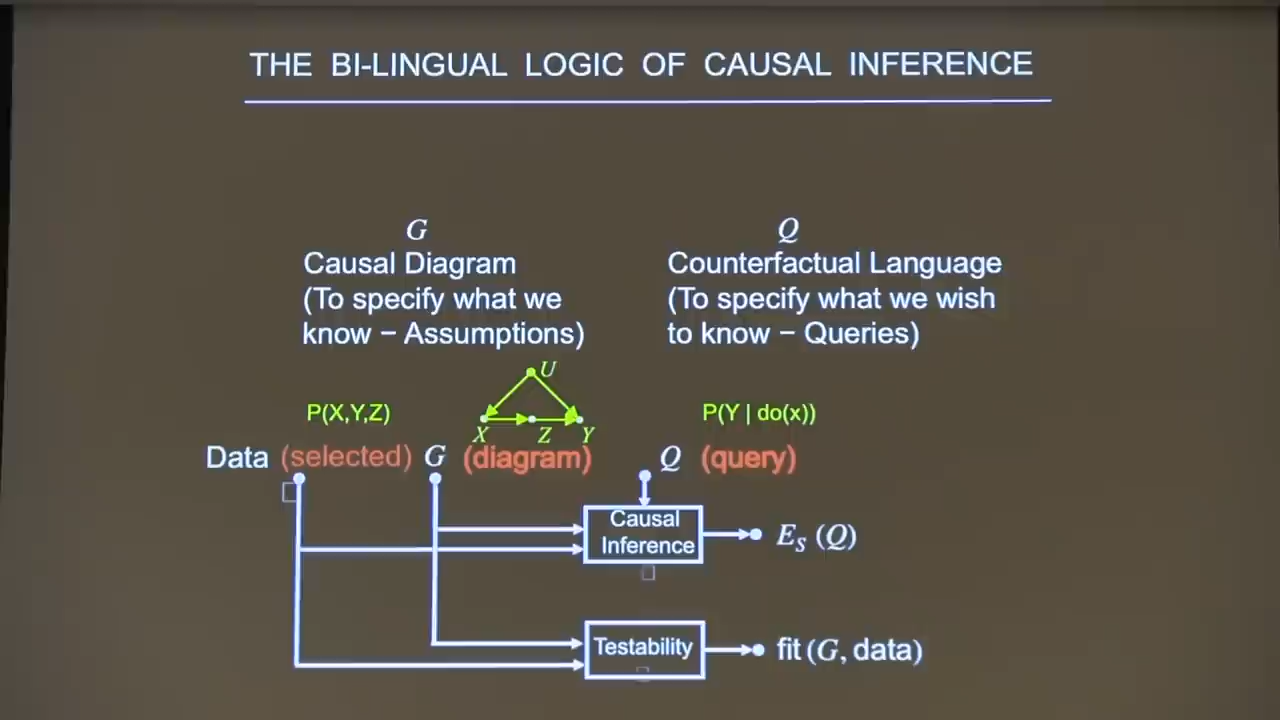 THE BI-LINGUAL LOGIC OF CAUSAL INFERENCE
G
Causal Diagram
(To specify what we
know – Assumptions)
Q
Counterfactual Language
(To specify what we wish
to know – Queries)
U
P(X,Y,Z)
P(Y | do(x))
X Z Y
Data (selected) G (diagram) Q (query)
Causal
Inference
E_S (Q)
Testability
fit (G, data)